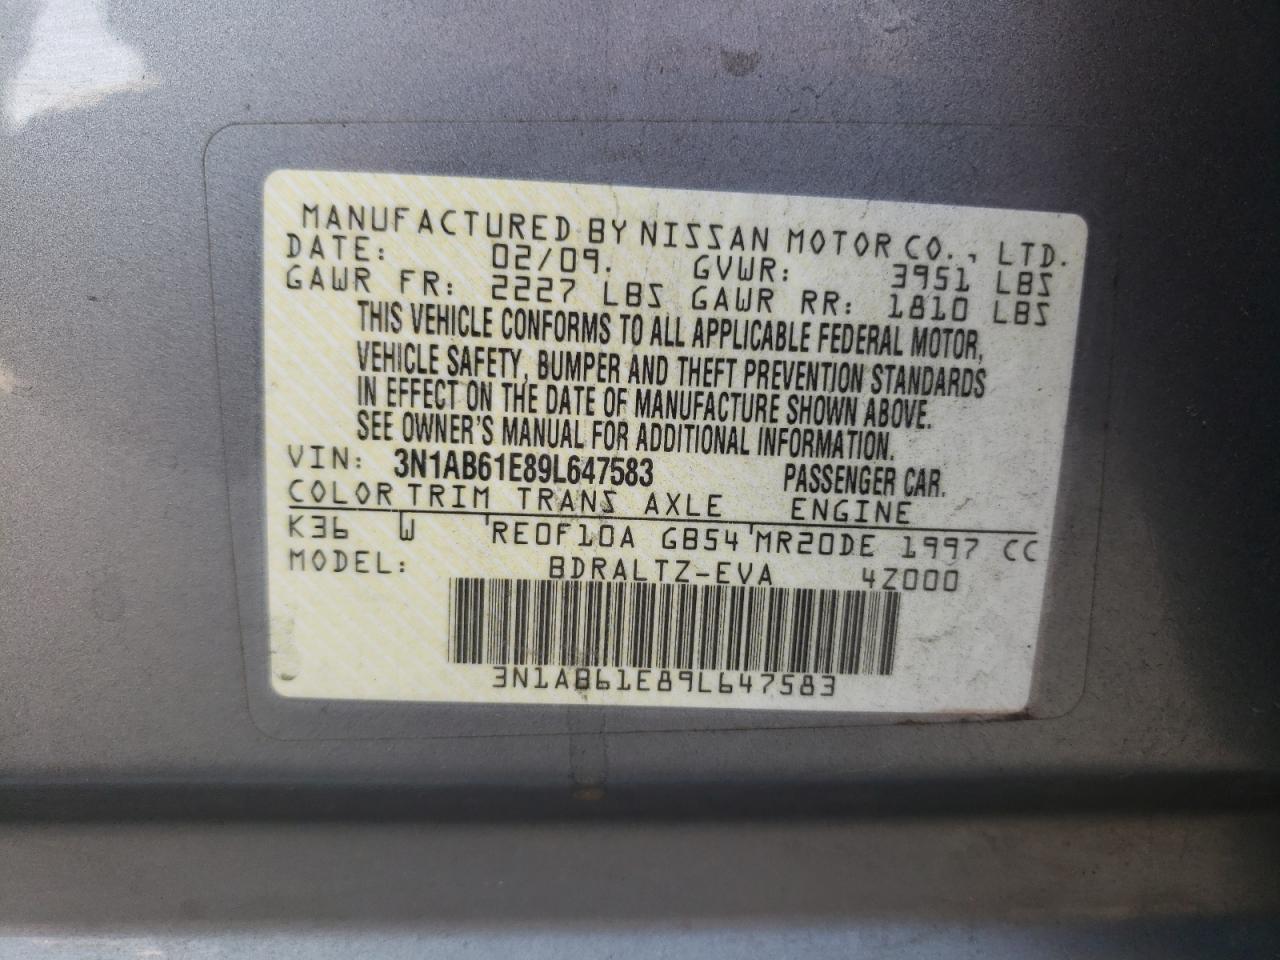 MANUFACTURED BY NISSAN MOTOR CO., LTD.
DATE: 02/09. GVWR: 3951 LBS
GAWR FR: 2227 LBS GAWR RR: 1810 LBS
THIS VEHICLE CONFORMS TO ALL APPLICABLE FEDERAL MOTOR,
VEHICLE SAFETY, BUMPER AND THEFT PREVENTION STANDARDS
IN EFFECT ON THE DATE OF MANUFACTURE SHOWN ABOVE.
SEE OWNER'S MANUAL FOR ADDITIONAL INFORMATION.
VIN: 3N1AB61E89L647583 PASSENGER CAR.
COLOR TRIM TRANS AXLE ENGINE
K36 W 'RE0F10A GB54 'MR20DE 1997 CC
MODEL: BDRALTZ-EVA 4Z000
3N1AB61E89L647583